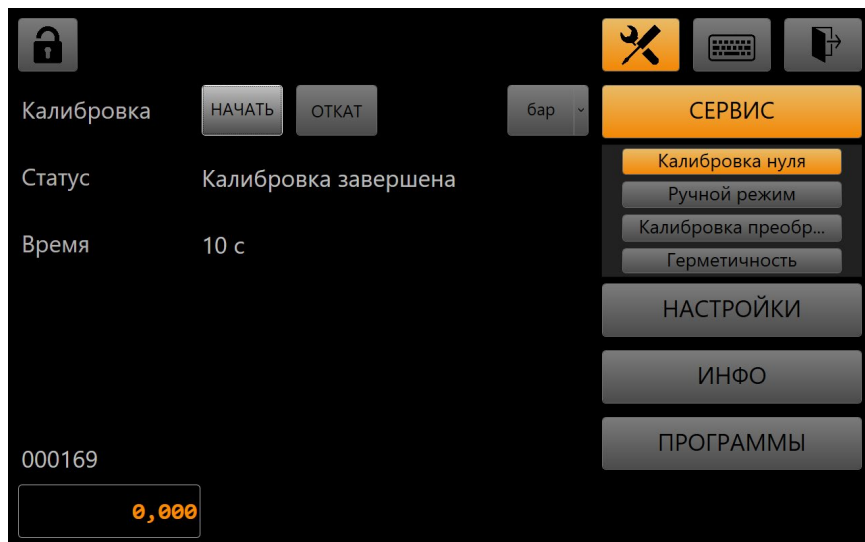 Калибровка
НАЧАТЬ
ОТКАТ
бар
Статус
Калибровка завершена
Время
10 с
000169
0,000
СЕРВИС
Калибровка нуля
Ручной режим
Калибровка преобр...
Герметичность
НАСТРОЙКИ
ИНФО
ПРОГРАММЫ